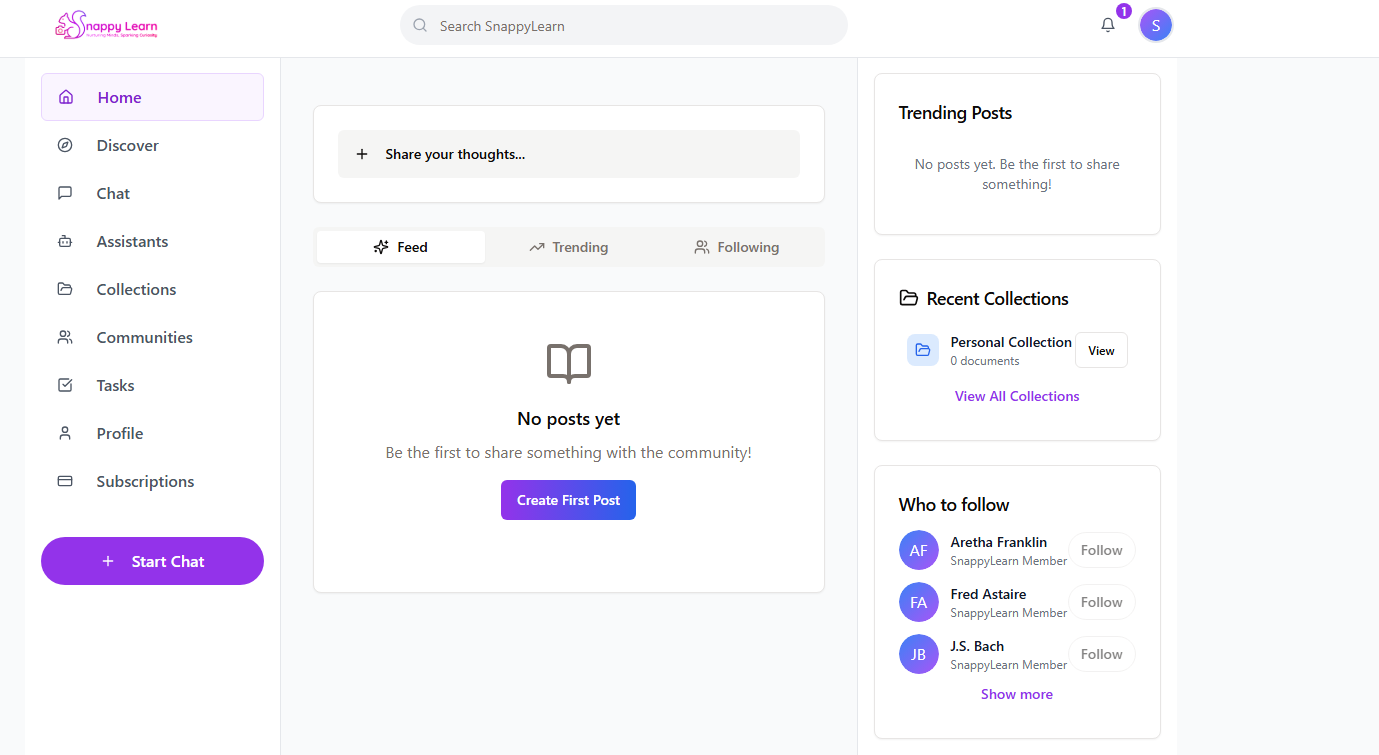 Snappy Learn
Nurturing Minds, Sparking Curiosity
Search SnappyLearn
1
S
Home
Discover
Chat
Assistants
Collections
Communities
Tasks
Profile
Subscriptions
+ Start Chat
+ Share your thoughts...
Feed Trending Following
No posts yet
Be the first to share something with the community!
Create First Post
Trending Posts
No posts yet. Be the first to share
something!
Recent Collections
Personal Collection
0 documents
View
View All Collections
Who to follow
AF Aretha Franklin
SnappyLearn Member
Follow
FA Fred Astaire
SnappyLearn Member
Follow
JB J.S. Bach
SnappyLearn Member
Follow
Show more